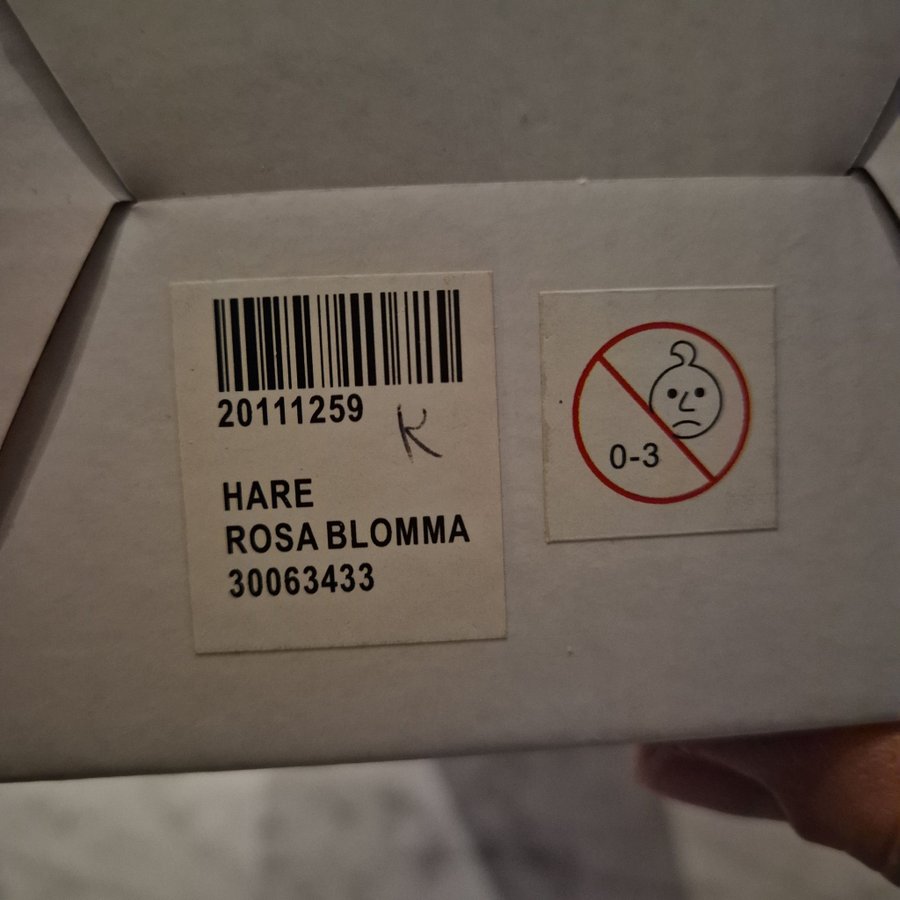 20111259
K
HARE
ROSA BLOMMA
30063433
0-3